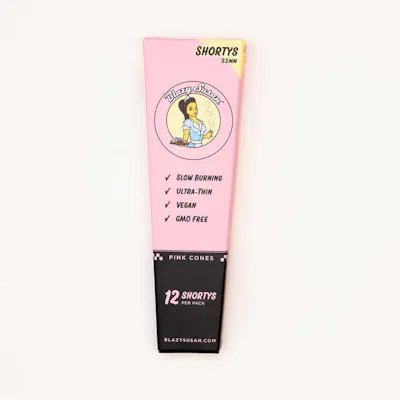 SHORTYS
53MM
Blazy Susan
✓ SLOW BURNING
✓ ULTRA-THIN
✓ VEGAN
✓ GMO FREE
PINK CONES
12 SHORTYS
PER PACK
BLAZYSUSAN.COM